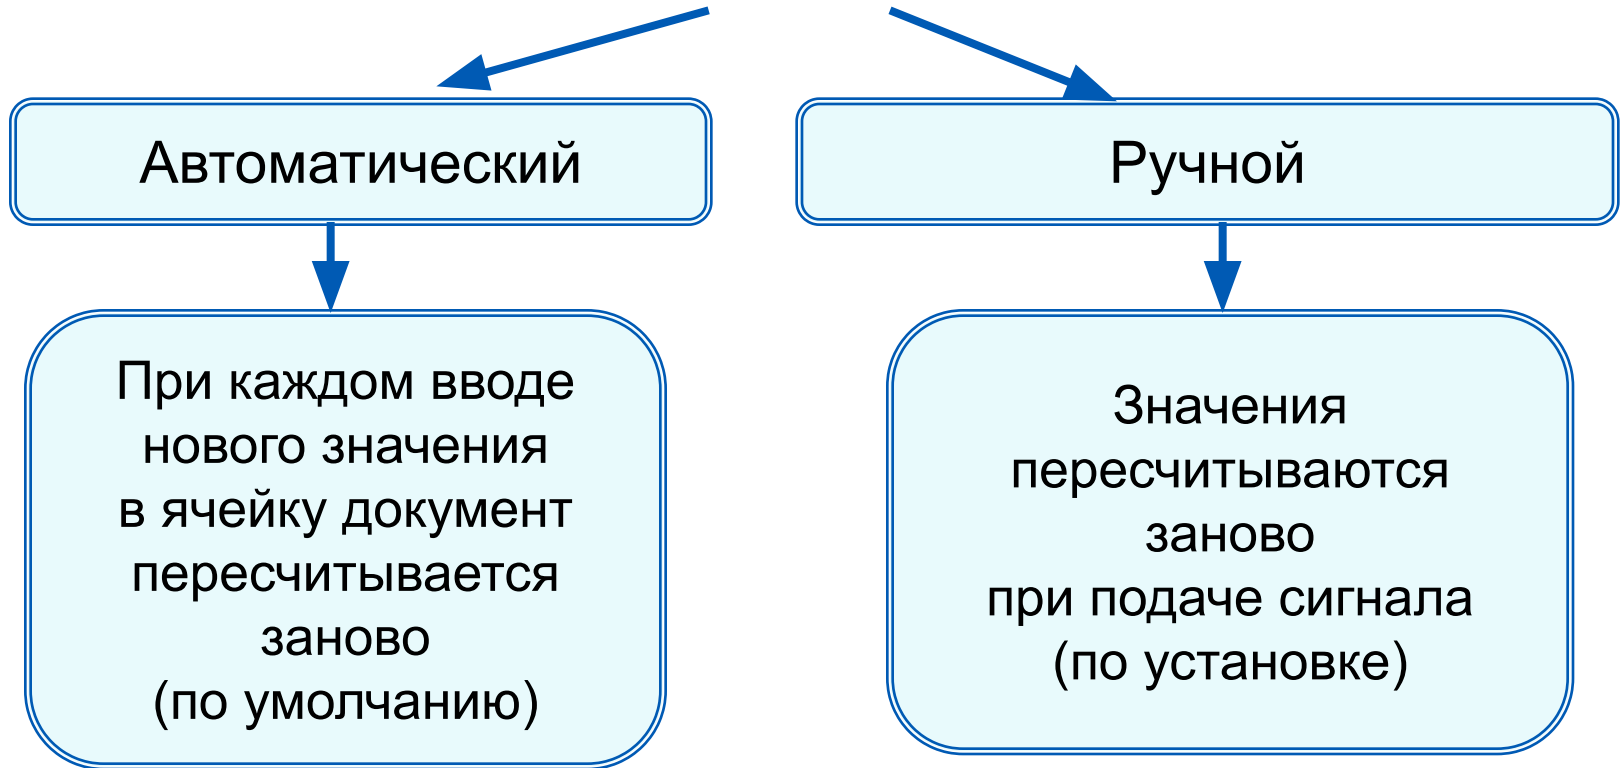 Автоматический
Ручной
При каждом вводе
нового значения
в ячейку документ
пересчитывается
заново
(по умолчанию)
Значения
пересчитываются
заново
при подаче сигнала
(по установке)